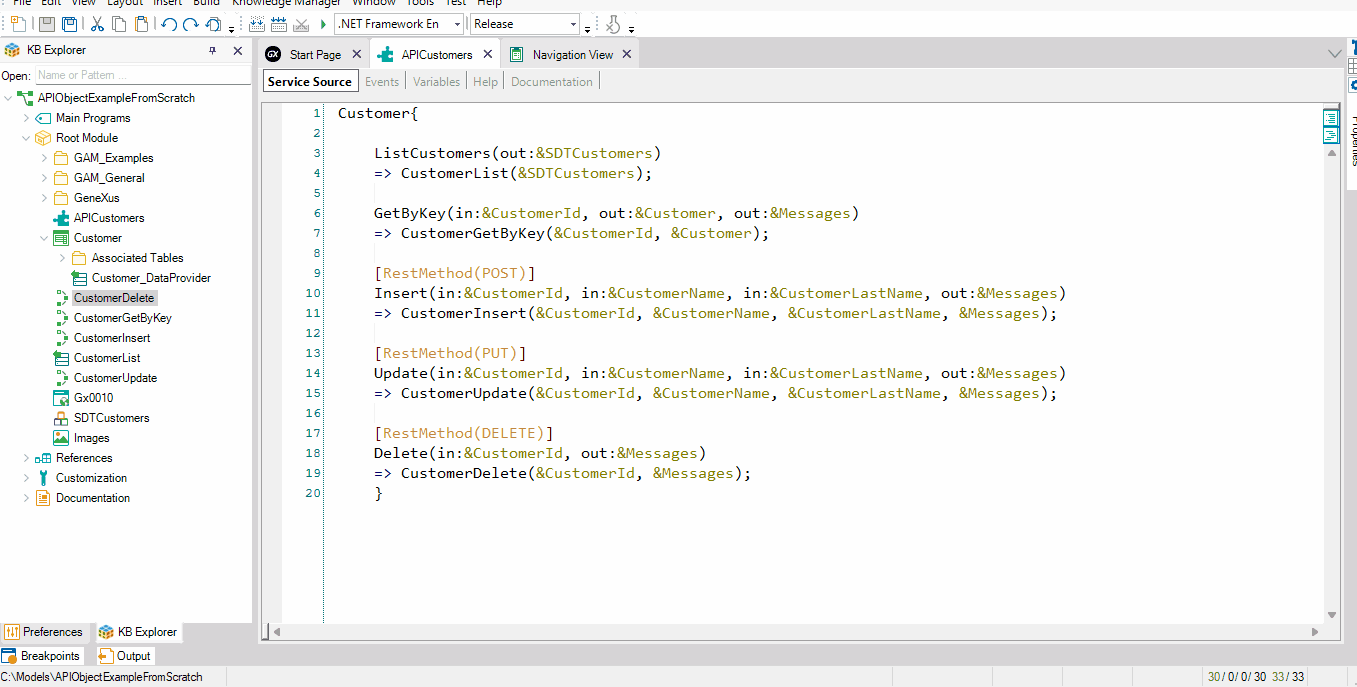 File Edit View Layout Insert Build Knowledge Manager Window Tools Test Help
.NET Framework En Release
KB Explorer
Open: Name or Pattern ...
APIObjectExampleFromScratch
Main Programs
Root Module
GAM_Examples
GAM_General
GeneXus
APICustomers
Customer
Associated Tables
Customer_DataProvider
CustomerDelete
CustomerGetByKey
CustomerInsert
CustomerList
CustomerUpdate
Gx0010
SDTCustomers
Images
References
Customization
Documentation
Preferences KB Explorer
Breakpoints Output
GX Start Page APICustomers Navigation View
Service Source Events Variables Help Documentation
1 Customer{
2
3 ListCustomers(out:&SDTCustomers)
4 => CustomerList(&SDTCustomers);
5
6 GetByKey(in:&CustomerId, out:&Customer, out:&Messages)
7 => CustomerGetByKey(&CustomerId, &Customer);
8
9 [RestMethod(POST)]
10 Insert(in:&CustomerId, in:&CustomerName, in:&CustomerLastName, out:&Messages)
11 => CustomerInsert(&CustomerId, &CustomerName, &CustomerLastName, &Messages);
12
13 [RestMethod(PUT)]
14 Update(in:&CustomerId, in:&CustomerName, in:&CustomerLastName, out:&Messages)
15 => CustomerUpdate(&CustomerId, &CustomerName, &CustomerLastName, &Messages);
16
17 [RestMethod(DELETE)]
18 Delete(in:&CustomerId, out:&Messages)
19 => CustomerDelete(&CustomerId, &Messages);
20 }
Properties
C:\Models\APIObjectExampleFromScratch
30/ 0/ 0/ 30 33 / 33